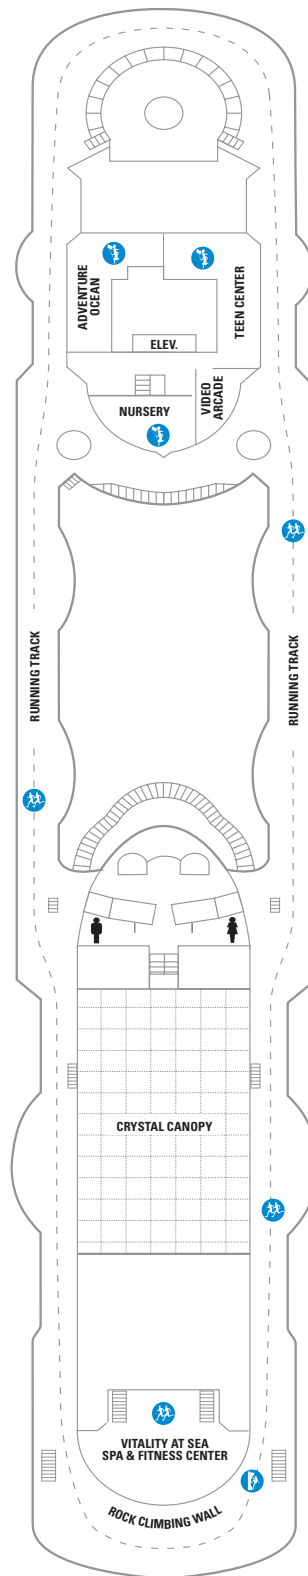 ADVENTURE
OCEAN
TEEN CENTER
ELEV.
NURSERY
VIDEO
ARCADE
RUNNING TRACK
RUNNING TRACK
CRYSTAL CANOPY
VITALITY AT SEA
SPA & FITNESS CENTER
ROCK CLIMBING WALL